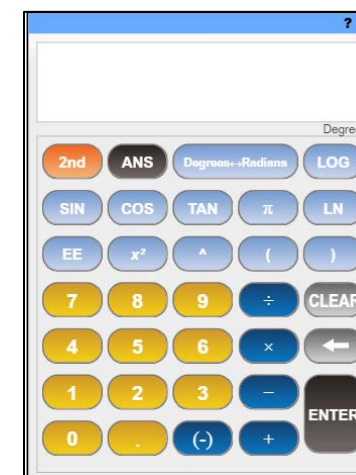 ?
Degre
2nd ANS Degrees↔Radians LOG
SIN COS TAN π LN
EE x² ^ ( )
7 8 9 ÷ CLEAR
4 5 6 × ←
1 2 3 −
ENTER
0 . (-) +